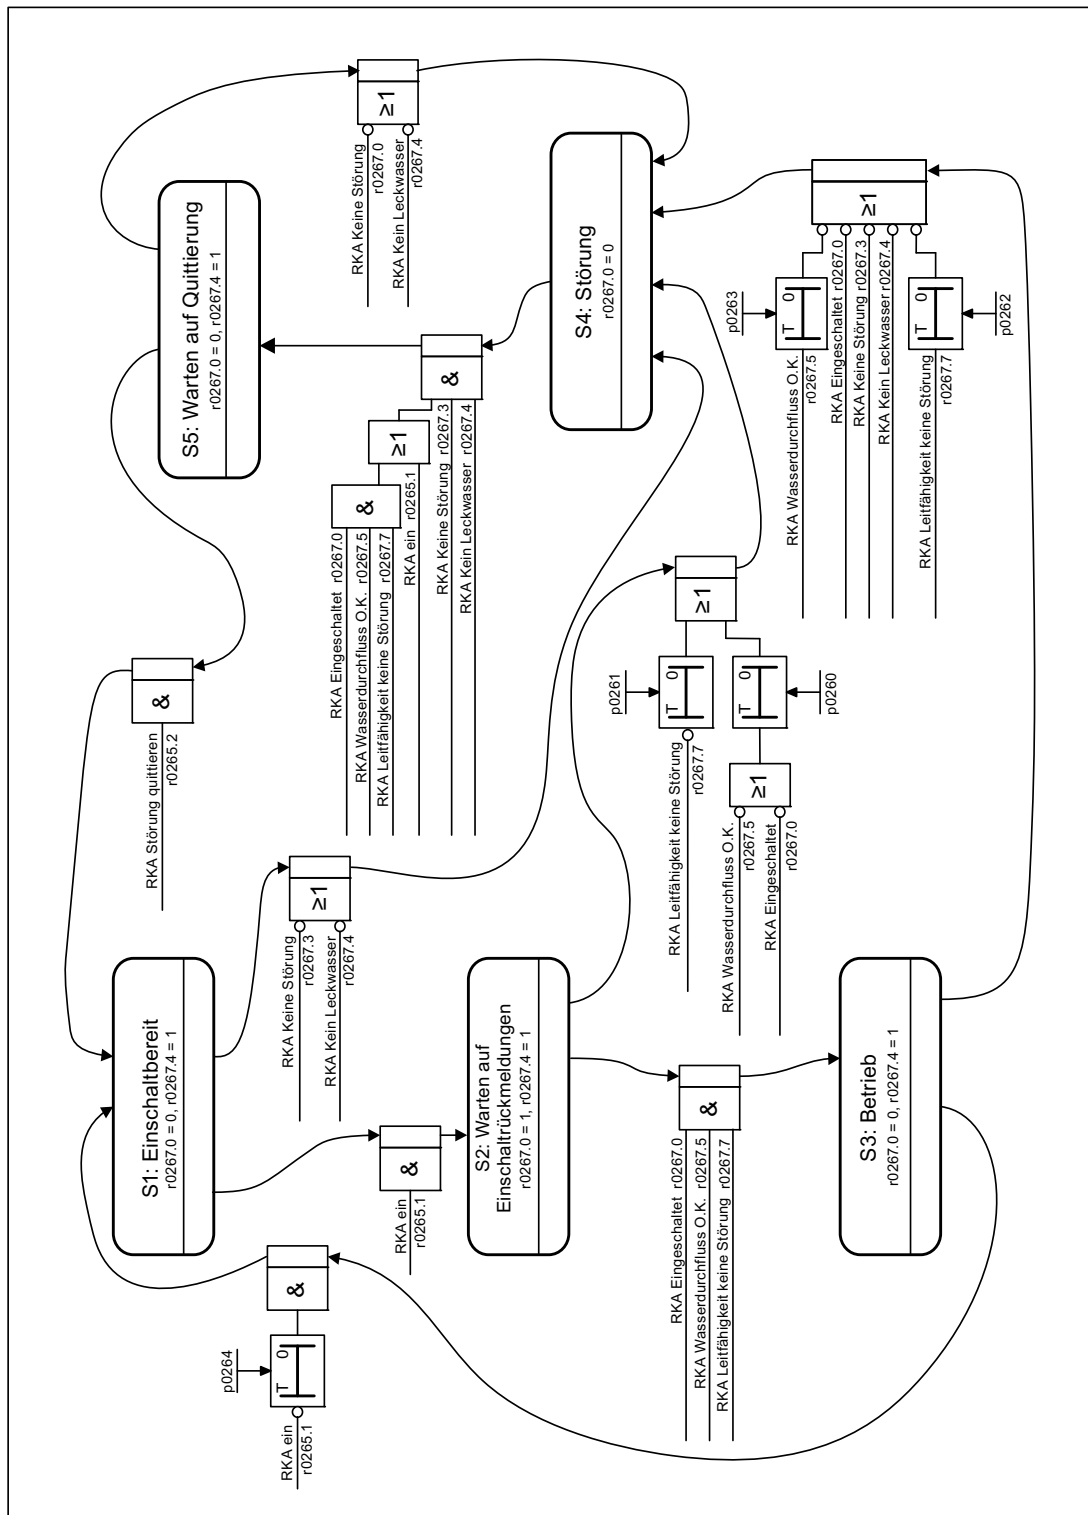 S1: Einschaltbereit
r0267.0 = 0, r0267.4 = 1
S2: Warten auf
Einschaltrückmeldungen
r0267.0 = 1, r0267.4 = 1
S3: Betrieb
r0267.0 = 0, r0267.4 = 1
S4: Störung
r0267.0 = 0
S5: Warten auf Quittierung
r0267.0 = 0, r0267.4 = 1
RKA ein
r0265.1
p0264
T 0
&
RKA ein
r0265.1
&
RKA Störung quittieren
r0265.2
&
RKA Keine Störung
r0267.3
RKA Kein Leckwasser
r0267.4
≥1
RKA Eingeschaltet r0267.0
RKA Wasserdurchfluss O.K. r0267.5
RKA Leitfähigkeit keine Störung r0267.7
&
RKA ein r0265.1
≥1
RKA Keine Störung r0267.3
RKA Kein Leckwasser r0267.4
&
RKA Keine Störung
r0267.0
RKA Kein Leckwasser
r0267.4
≥1
RKA Eingeschaltet r0267.0
RKA Wasserdurchfluss O.K. r0267.5
RKA Leitfähigkeit keine Störung r0267.7
&
RKA Leitfähigkeit keine Störung
r0267.7
p0261
T 0
RKA Wasserdurchfluss O.K.
r0267.5
RKA Eingeschaltet
r0267.0
≥1
T 0
p0260
≥1
RKA Wasserdurchfluss O.K.
r0267.5
p0263
T 0
RKA Eingeschaltet r0267.0
RKA Keine Störung r0267.3
RKA Kein Leckwasser r0267.4
RKA Leitfähigkeit keine Störung
r0267.7
T 0
p0262
≥1